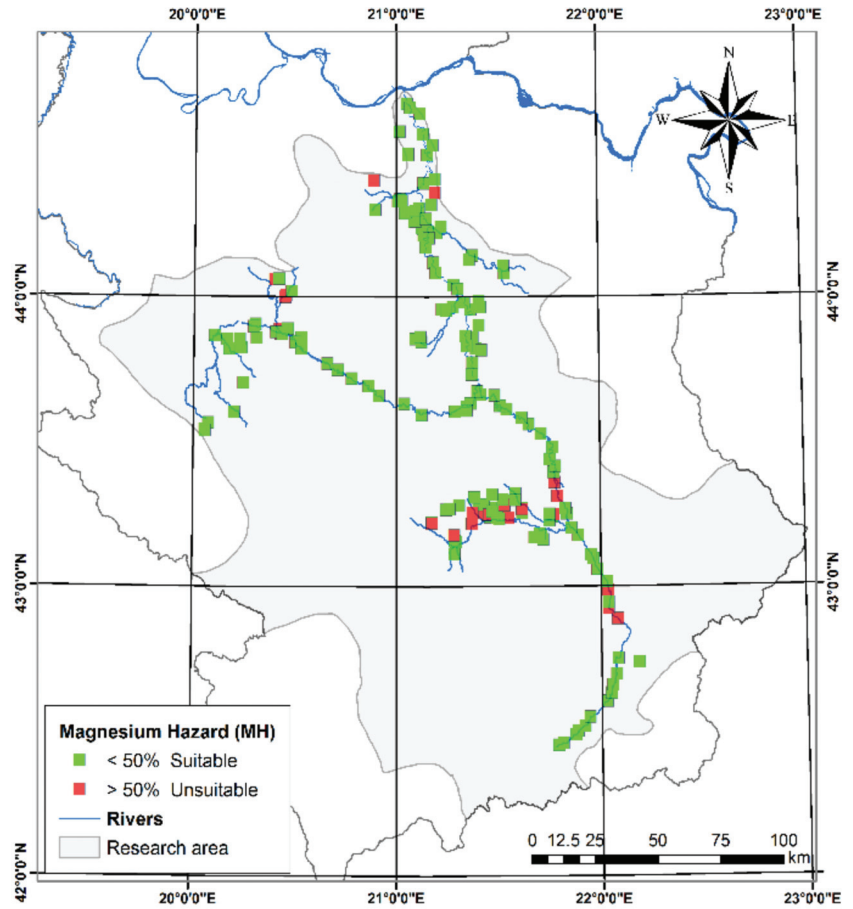 20°0'0"E 21°0'0"E 22°0'0"E 23°0'0"E
N
W E
S
44°0'0"N 44°0'0"N
43°0'0"N 43°0'0"N
Magnesium Hazard (MH)
< 50% Suitable
> 50% Unsuitable
Rivers
Research area
0 12.5 25 50 75 100
km
42°0'0"N 42°0'0"N
20°0'0"E 21°0'0"E 22°0'0"E 23°0'0"E